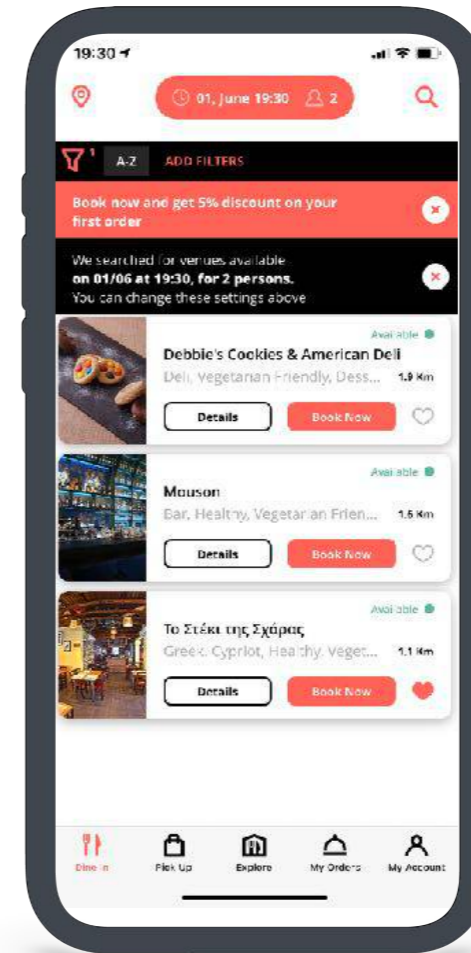 19:30
01, June 19:30 2
1
A-Z ADD FILTERS
Book now and get 5% discount on your
first order
We searched for venues available
on 01/06 at 19:30, for 2 persons.
You can change these settings above
Available
Debbie's Cookies & American Deli
Deli, Vegetarian Friendly, Dess... 1.9 Km
Details Book Now
Available
Mouson
Bar, Healthy, Vegetarian Frien... 1.5 Km
Details Book Now
Available
Το Στέκι της Σχάρας
Greek, Cypriot, Healthy, Veget... 1.1 Km
Details Book Now
Dine In Pick Up Explore My Orders My Account